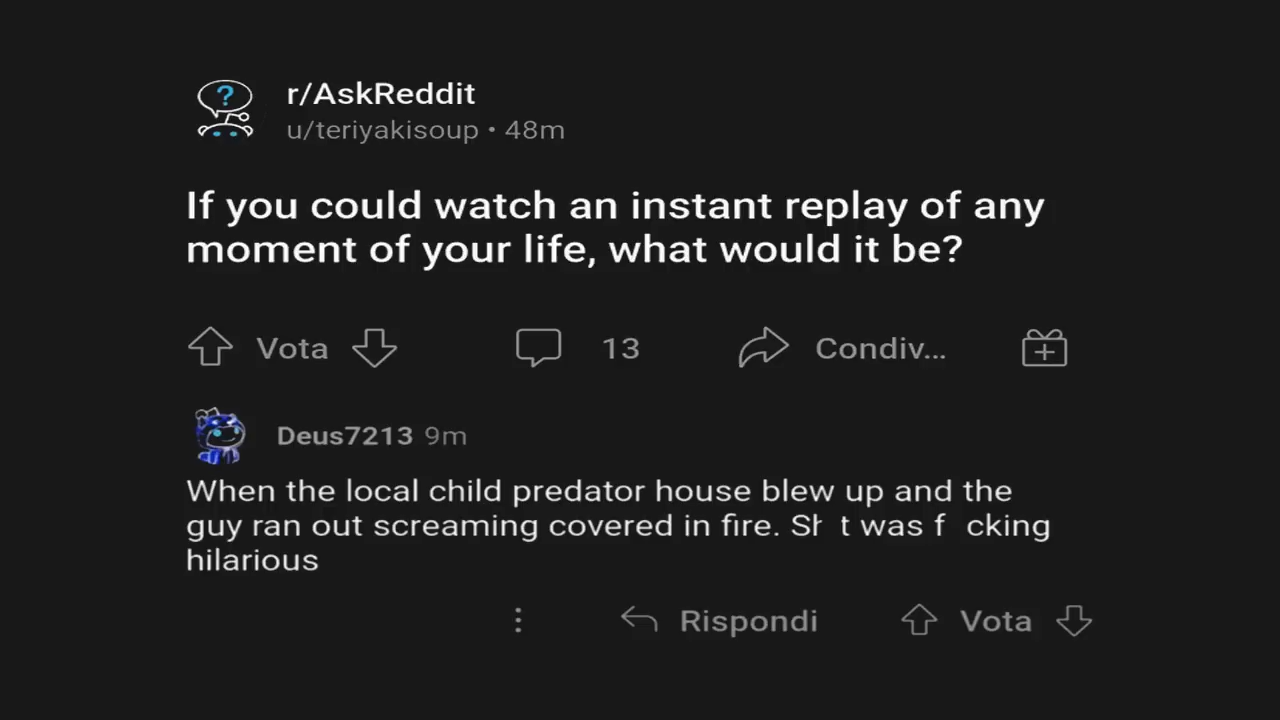 r/AskReddit
u/teriyakisoup • 48m
If you could watch an instant replay of any
moment of your life, what would it be?
Vota 13 Condiv...
Deus7213 9m
When the local child predator house blew up and the
guy ran out screaming covered in fire. Sh t was f cking
hilarious
Rispondi Vota